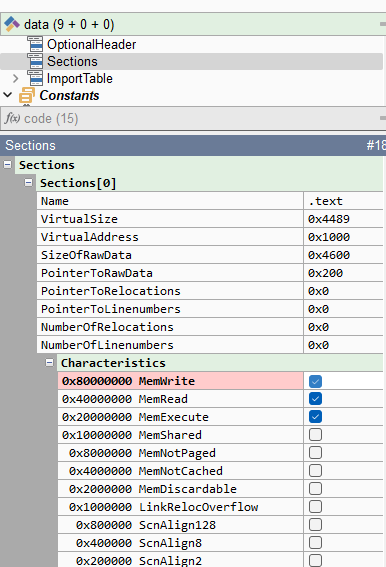 data (9 + 0 + 0)
OptionalHeader
Sections
ImportTable
Constants
f(x) code (15)
Sections #18
Sections
Sections[0]
Name .text
VirtualSize 0x4489
VirtualAddress 0x1000
SizeOfRawData 0x4600
PointerToRawData 0x200
PointerToRelocations 0x0
PointerToLinenumbers 0x0
NumberOfRelocations 0x0
NumberOfLinenumbers 0x0
Characteristics
0x80000000 MemWrite
0x40000000 MemRead
0x20000000 MemExecute
0x10000000 MemShared
0x8000000 MemNotPaged
0x4000000 MemNotCached
0x2000000 MemDiscardable
0x1000000 LinkRelocOverflow
0x800000 ScnAlign128
0x400000 ScnAlign8
0x200000 ScnAlign2